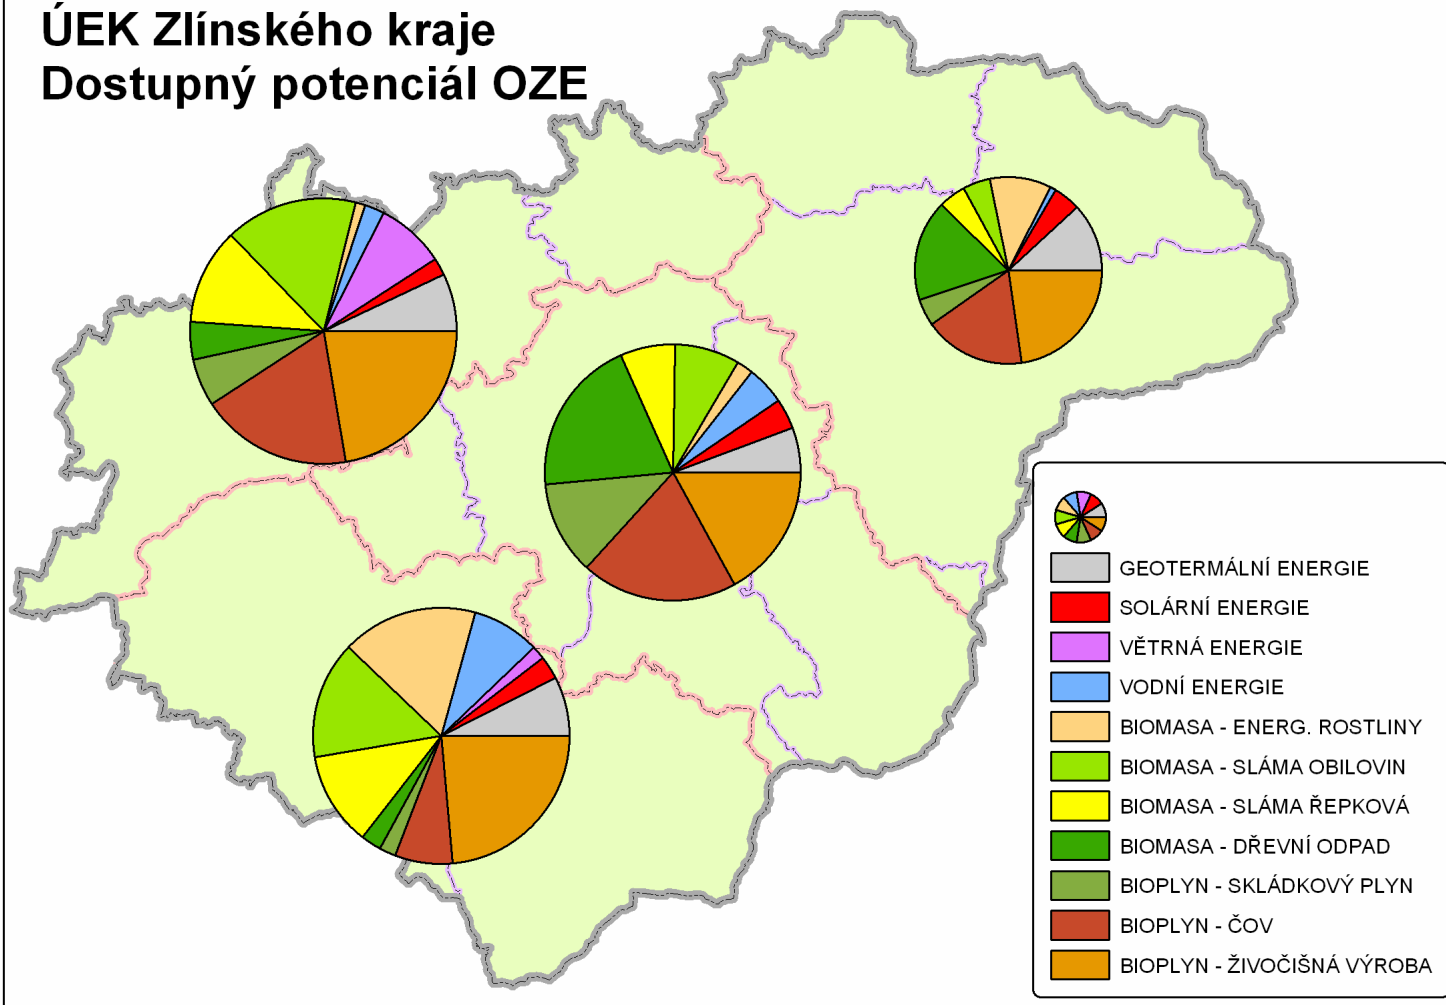 ÚEK Zlínského kraje
Dostupný potenciál OZE
GEOTERMÁLNÍ ENERGIE
SOLÁRNÍ ENERGIE
VĚTRNÁ ENERGIE
VODNÍ ENERGIE
BIOMASA - ENERG. ROSTLINY
BIOMASA - SLÁMA OBILOVIN
BIOMASA - SLÁMA ŘEPKOVÁ
BIOMASA - DŘEVNÍ ODPAD
BIOPLYN - SKLÁDKOVÝ PLYN
BIOPLYN - ČOV
BIOPLYN - ŽIVOČIŠNÁ VÝROBA